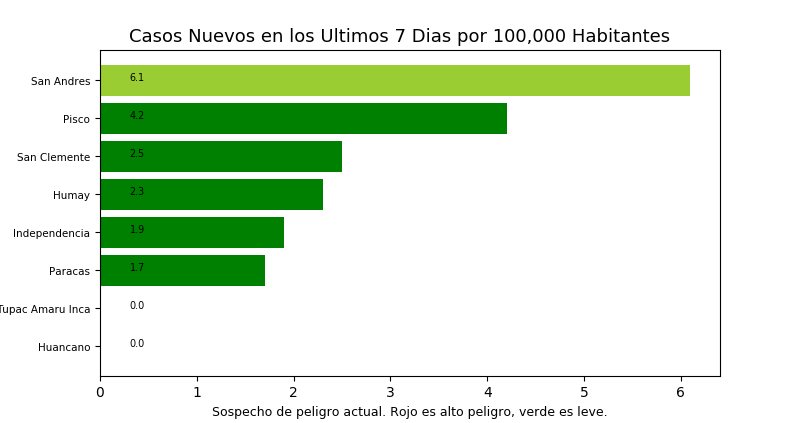 Casos Nuevos en los Ultimos 7 Dias por 100,000 Habitantes
San Andres 6.1
Pisco 4.2
San Clemente 2.5
Humay 2.3
Independencia 1.9
Paracas 1.7
Tupac Amaru Inca 0.0
Huancano 0.0
0 1 2 3 4 5 6
Sospecho de peligro actual. Rojo es alto peligro, verde es leve.